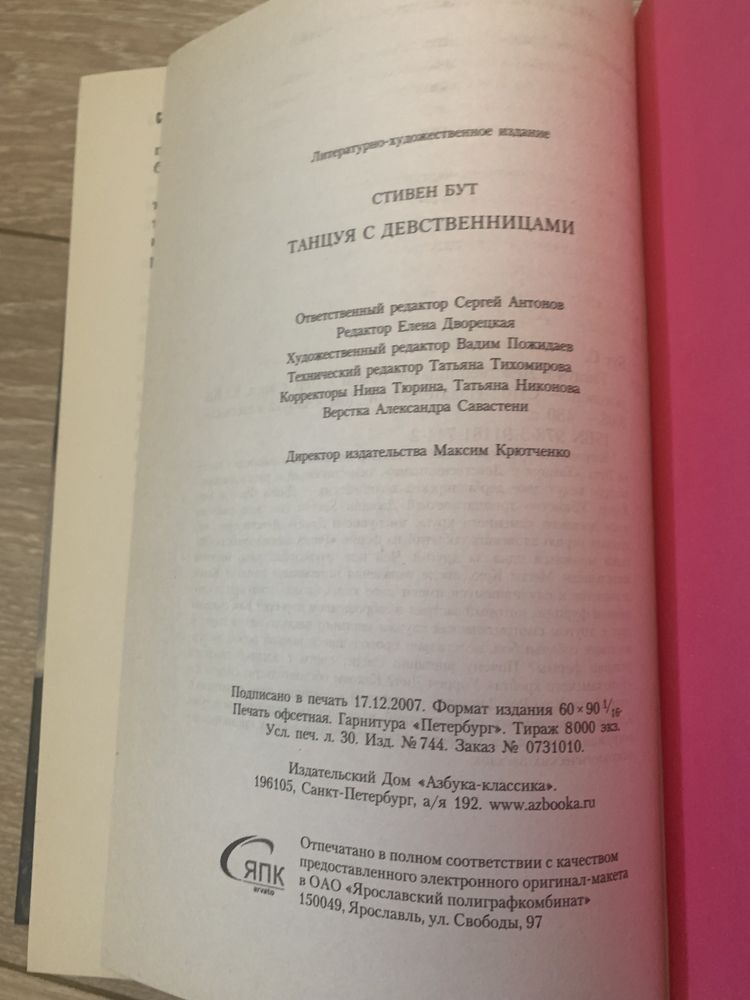 Литературно-художественное издание
СТИВЕН БУТ
ТАНЦУЯ С ДЕВСТВЕННИЦАМИ
Ответственный редактор Сергей Антонов
Редактор Елена Дворецкая
Художественный редактор Вадим Пожидаев
Технический редактор Татьяна Тихомирова
Корректоры Нина Тюрина, Татьяна Никонова
Верстка Александра Савастени
Директор издательства Максим Крютченко
Подписано в печать 17.12.2007. Формат издания 60×90 1/16.
Печать офсетная. Гарнитура «Петербург». Тираж 8000 экз.
Усл. печ. л. 30. Изд. № 744. Заказ № 0731010.
Издательский Дом «Азбука-классика».
196105, Санкт-Петербург, а/я 192. www.azbooka.ru
ЯПК
arvato
Отпечатано в полном соответствии с качеством
предоставленного электронного оригинал-макета
в ОАО «Ярославский полиграфкомбинат»
150049, Ярославль, ул. Свободы, 97